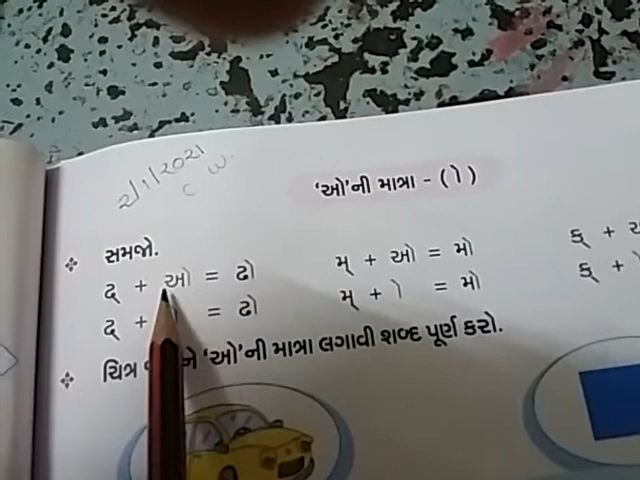 2/1/2021
C W.
'ઓ'ની માત્રા - (ો)
સમજો.
ઢ્ + ઓ = ઢો
મ્ + ઓ = મો
ક્ +
ઢ્ + = ઢો
મ્ + ો = મો
ક્ +
ચિત્ર 'ઓ'ની માત્રા લગાવી શબ્દ પૂર્ણ કરો.